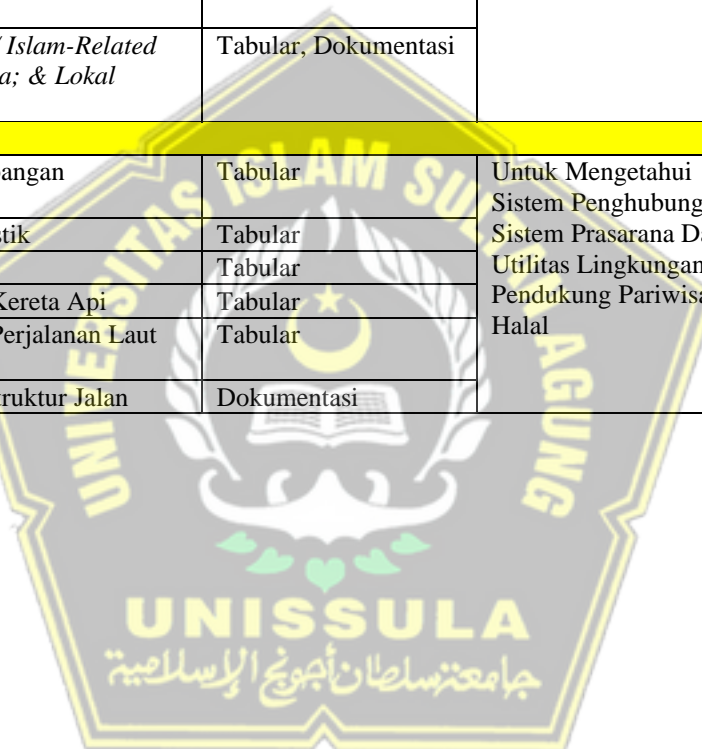 Islam-Related
Tabular, Dokumentasi
a; & Lokal
angan
Tabular
Untuk Mengetahui
Sistem Penghubung
stik
Tabular
Sistem Prasarana Da
Tabular
Utilitas Lingkungan
Kereta Api
Tabular
Pendukung Pariwisa
Perjalanan Laut
Tabular
Halal
truktur Jalan
Dokumentasi
UNIVERSITAS ISLAM SULTAN AGUNG
UNISSULA
جامعة سلطان أجونج الإسلامية